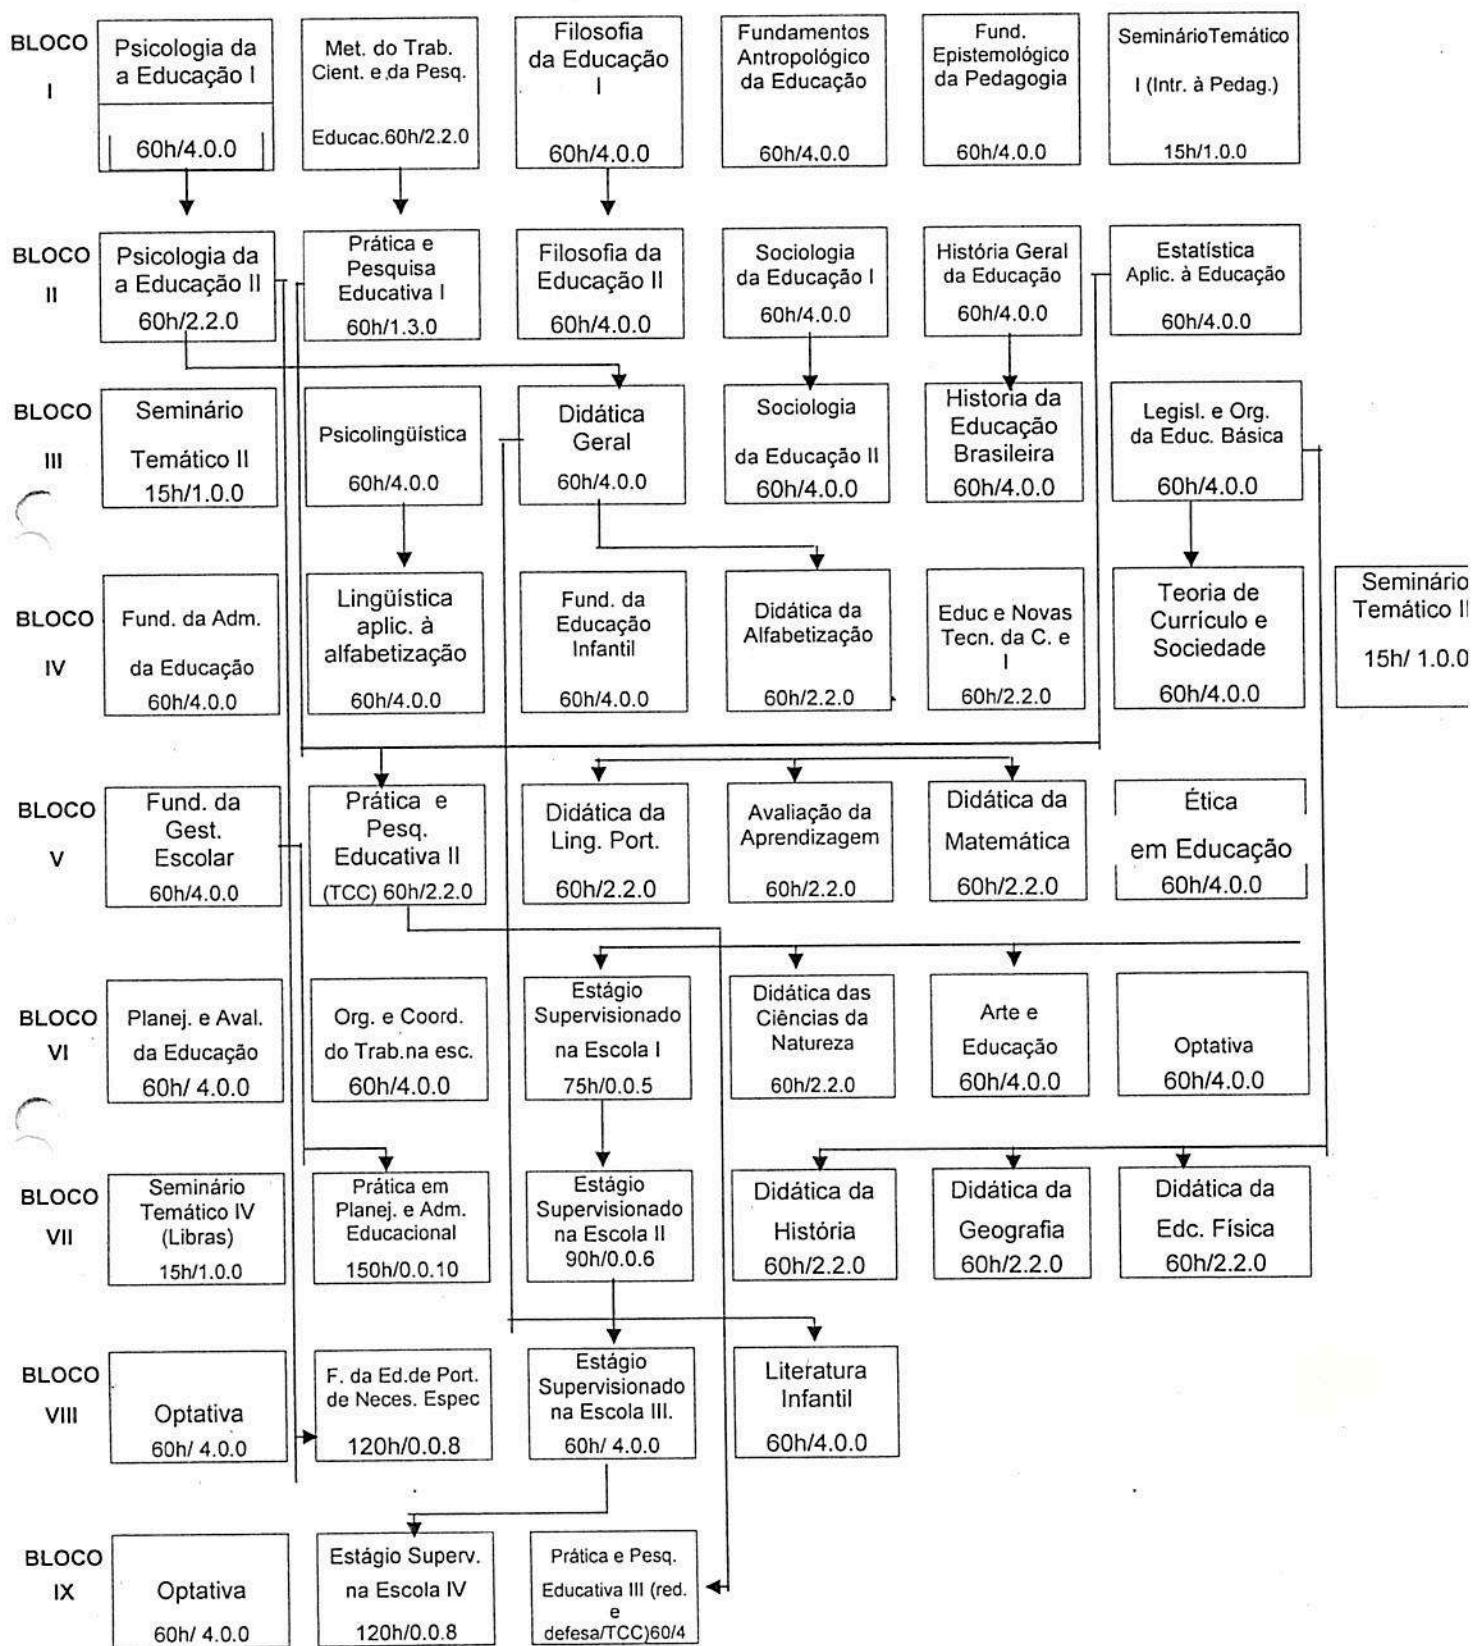 BLOCO
I
Psicologia da
a Educação I
60h/4.0.0
Met. do Trab.
Cient. e da Pesq.
Educac.60h/2.2.0
Filosofia
da Educação
I
60h/4.0.0
Fundamentos
Antropológico
da Educação
60h/4.0.0
Fund.
Epistemológico
da Pedagogia
60h/4.0.0
SeminárioTemático
I (Intr. à Pedag.)
15h/1.0.0
BLOCO
II
Psicologia da
a Educação II
60h/2.2.0
Prática e
Pesquisa
Educativa I
60h/1.3.0
Filosofia da
Educação II
60h/4.0.0
Sociologia
da Educação I
60h/4.0.0
História Geral
da Educação
60h/4.0.0
Estatística
Aplic. à Educação
60h/4.0.0
BLOCO
III
Seminário
Temático II
15h/1.0.0
Psicolingüística
60h/4.0.0
Didática
Geral
60h/4.0.0
Sociologia
da Educação II
60h/4.0.0
Historia da
Educação
Brasileira
60h/4.0.0
Legisl. e Org.
da Educ. Básica
60h/4.0.0
BLOCO
IV
Fund. da Adm.
da Educação
60h/4.0.0
Lingüística
aplic. à
alfabetização
60h/4.0.0
Fund. da
Educação
Infantil
60h/4.0.0
Didática da
Alfabetização
60h/2.2.0
Educ e Novas
Tecn. da C. e
I
60h/2.2.0
Teoria de
Currículo e
Sociedade
60h/4.0.0
Seminário
Temático II
15h/ 1.0.0
BLOCO
V
Fund. da
Gest.
Escolar
60h/4.0.0
Prática e
Pesq.
Educativa II
(TCC) 60h/2.2.0
Didática da
Ling. Port.
60h/2.2.0
Avaliação da
Aprendizagem
60h/2.2.0
Didática da
Matemática
60h/2.2.0
Ética
em Educação
60h/4.0.0
BLOCO
VI
Planej. e Aval.
da Educação
60h/ 4.0.0
Org. e Coord.
do Trab.na esc.
60h/4.0.0
Estágio
Supervisionado
na Escola I
75h/0.0.5
Didática das
Ciências da
Natureza
60h/2.2.0
Arte e
Educação
60h/4.0.0
Optativa
60h/4.0.0
BLOCO
VII
Seminário
Temático IV
(Libras)
15h/1.0.0
Prática em
Planej. e Adm.
Educacional
150h/0.0.10
Estágio
Supervisionado
na Escola II
90h/0.0.6
Didática da
História
60h/2.2.0
Didática da
Geografia
60h/2.2.0
Didática da
Edc. Física
60h/2.2.0
BLOCO
VIII
Optativa
60h/ 4.0.0
F. da Ed.de Port.
de Neces. Espec
120h/0.0.8
Estágio
Supervisionado
na Escola III.
60h/ 4.0.0
Literatura
Infantil
60h/4.0.0
BLOCO
IX
Optativa
60h/ 4.0.0
Estágio Superv.
na Escola IV
120h/0.0.8
Prática e Pesq.
Educativa III (red.
e
defesa/TCC)60/4